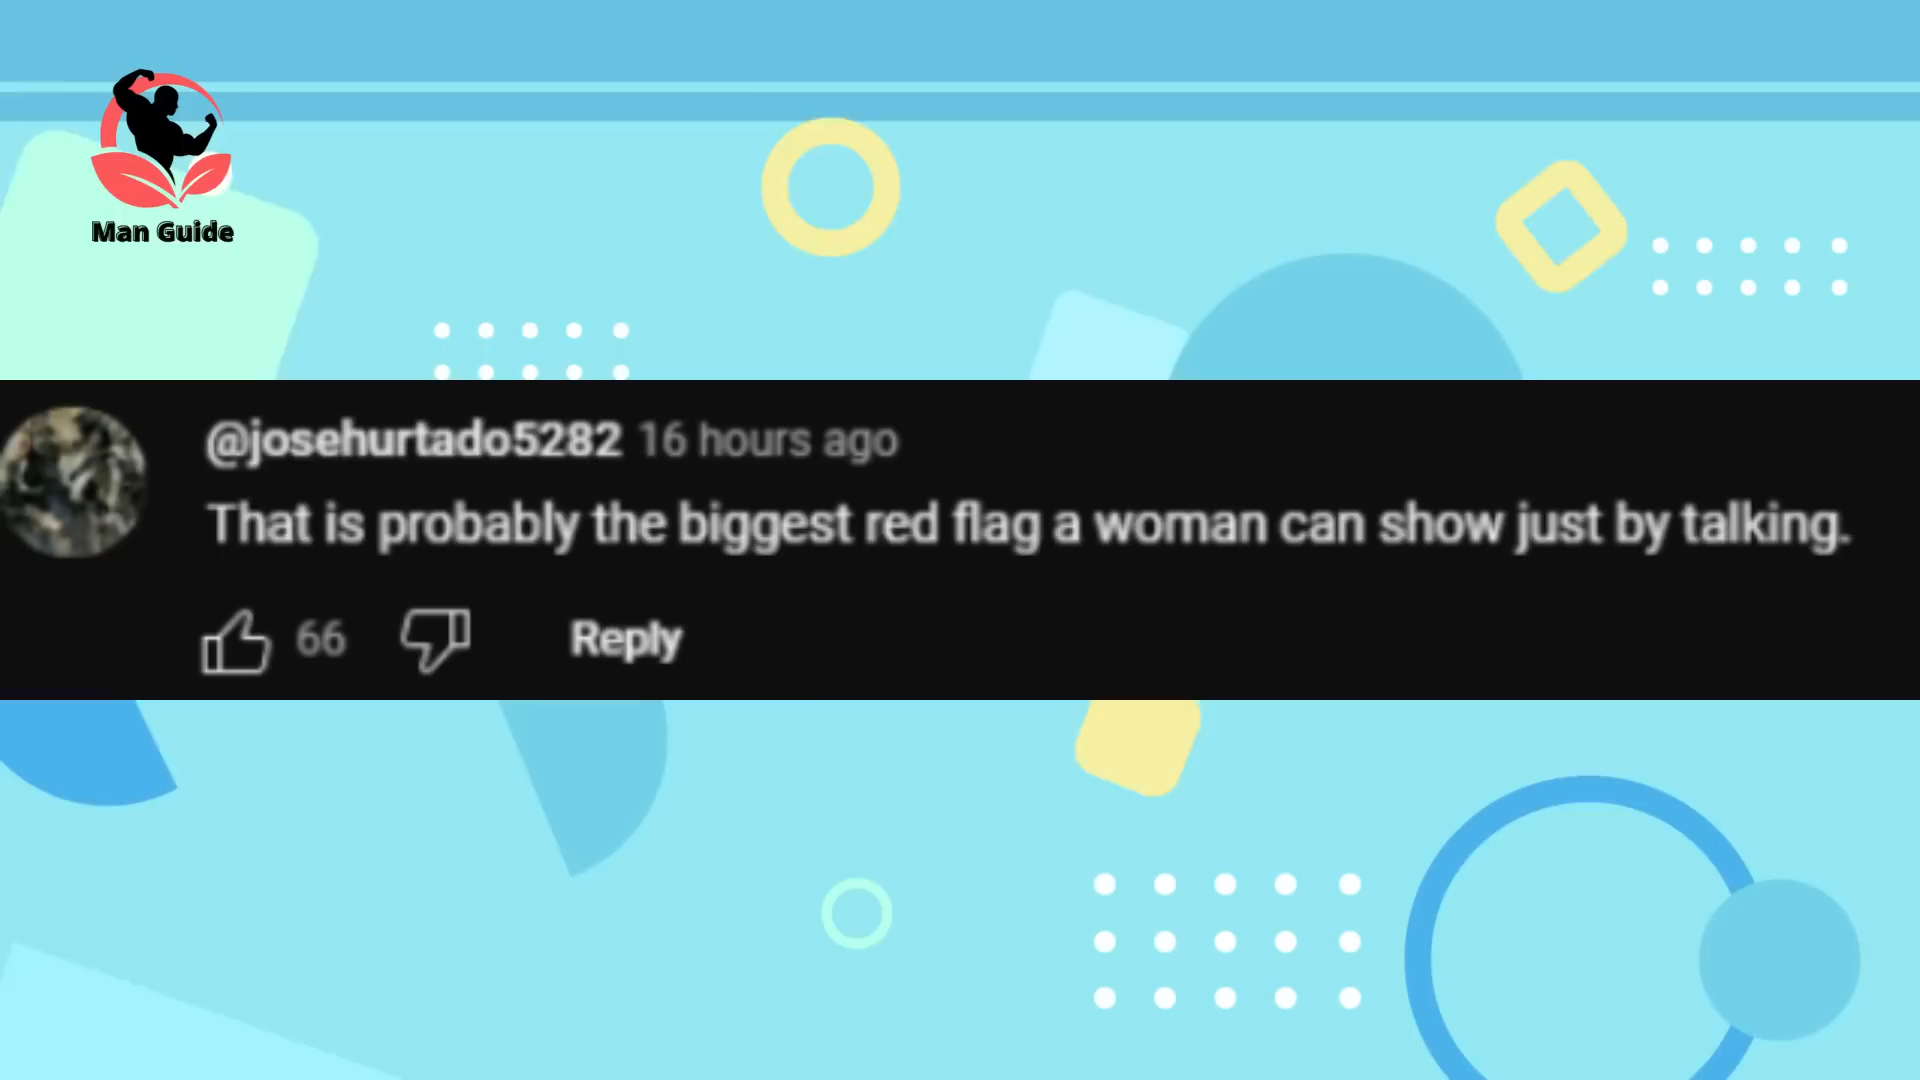 Man Guide
@josehurtado5282 16 hours ago
That is probably the biggest red flag a woman can show just by talking.
66 Reply